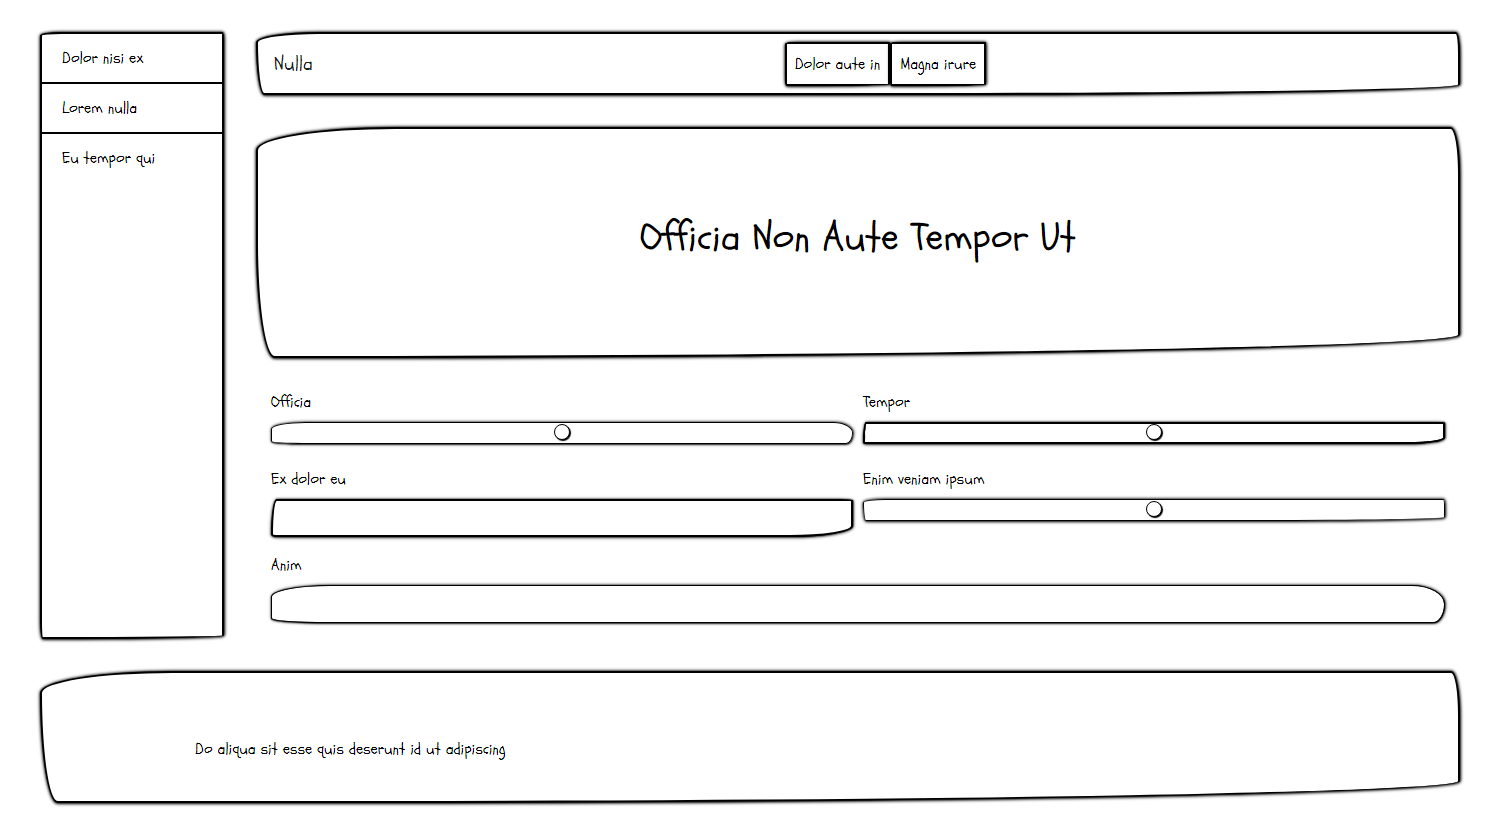 Dolor nisi ex
Lorem nulla
Eu tempor qui
Nulla
Dolor aute in
Magna irure
Officia Non Aute Tempor Ut
Officia
Tempor
Ex dolor eu
Enim veniam ipsum
Anim
Do aliqua sit esse quis deserunt id ut adipiscing